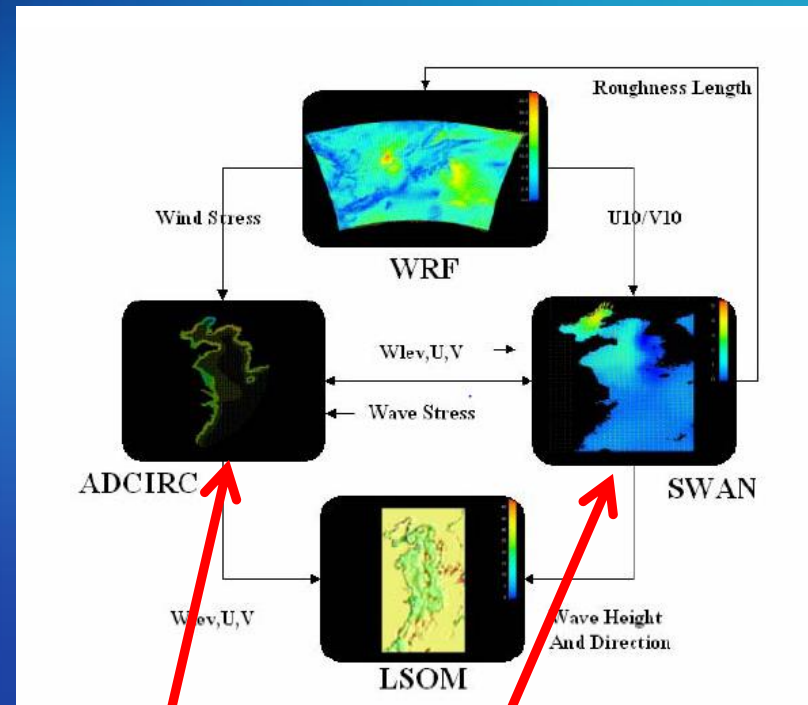 Roughness Length
Wind Stress
U10/V10
WRF
Wlev,U,V
Wave Stress
ADCIRC
SWAN
Wlev,U,V
Wave Height
And Direction
LSOM